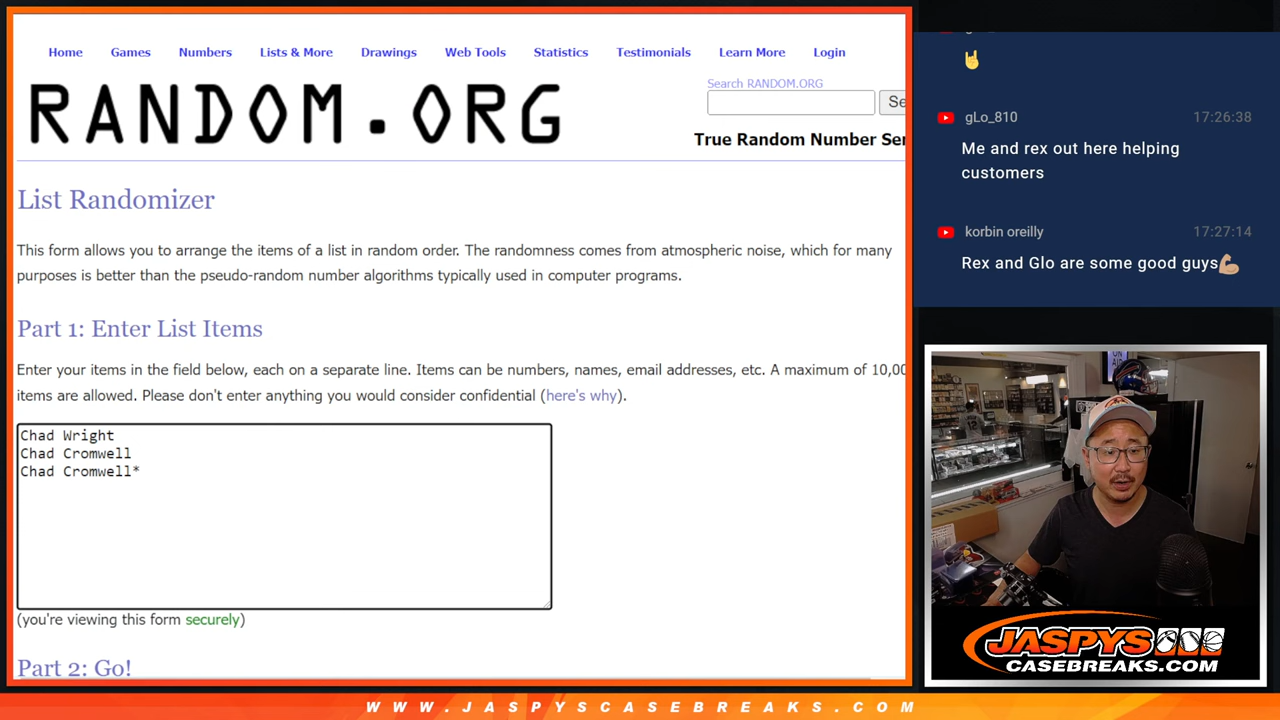 Home Games Numbers Lists & More Drawings Web Tools Statistics Testimonials Learn More Login
RANDOM.ORG
Search RANDOM.ORG
True Random Number
List Randomizer
This form allows you to arrange the items of a list in random order. The randomness comes from atmospheric noise, which for many
purposes is better than the pseudo-random number algorithms typically used in computer programs.
Part 1: Enter List Items
Enter your items in the field below, each on a separate line. Items can be numbers, names, email addresses, etc. A maximum of 10,00
items are allowed. Please don't enter anything you would consider confidential (here's why).
Chad Wright
Chad Cromwell
Chad Cromwell*
(you're viewing this form securely)
Part 2: Go!
gLo_810 17:26:38
Me and rex out here helping
customers
korbin oreilly 17:27:14
Rex and Glo are some good guys
ON
AIR
JASPYS
CASEBREAKS.COM
WWW.JASPYSCASEBREAKS.COM